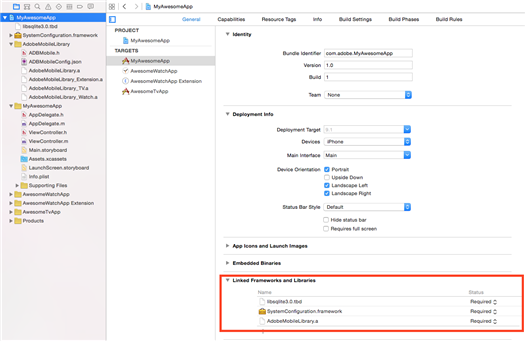 MyAwesomeApp
General Capabilities Resource Tags Info Build Settings Build Phases Build Rules
MyAwesomeApp
libsqlite3.0.tbd
SystemConfiguration.framework
AdobeMobileLibrary
ADBMobile.h
ADBMobileConfig.json
AdobeMobileLibrary.a
AdobeMobileLibrary_Extension.a
AdobeMobileLibrary_TV.a
AdobeMobileLibrary_Watch.a
MyAwesomeApp
AppDelegate.h
AppDelegate.m
ViewController.h
ViewController.m
Main.storyboard
Assets.xcassets
LaunchScreen.storyboard
Info.plist
Supporting Files
AwesomeWatchApp
AwesomeWatchApp Extension
AwesomeTvApp
Products
PROJECT
MyAwesomeApp
TARGETS
MyAwesomeApp
AwesomeWatchApp
AwesomeWatchApp Extension
AwesomeTvApp
Identity
Bundle Identifier com.adobe.MyAwesomeApp
Version 1.0
Build 1
Team None
Deployment Info
Deployment Target
Devices iPhone
Main Interface Main
Device Orientation Portrait
Upside Down
Landscape Left
Landscape Right
Status Bar Style Default
Hide status bar
Requires full screen
App Icons and Launch Images
Embedded Binaries
Linked Frameworks and Libraries
Name Status
libsqlite3.0.tbd Required
SystemConfiguration.framework Required
AdobeMobileLibrary.a Required